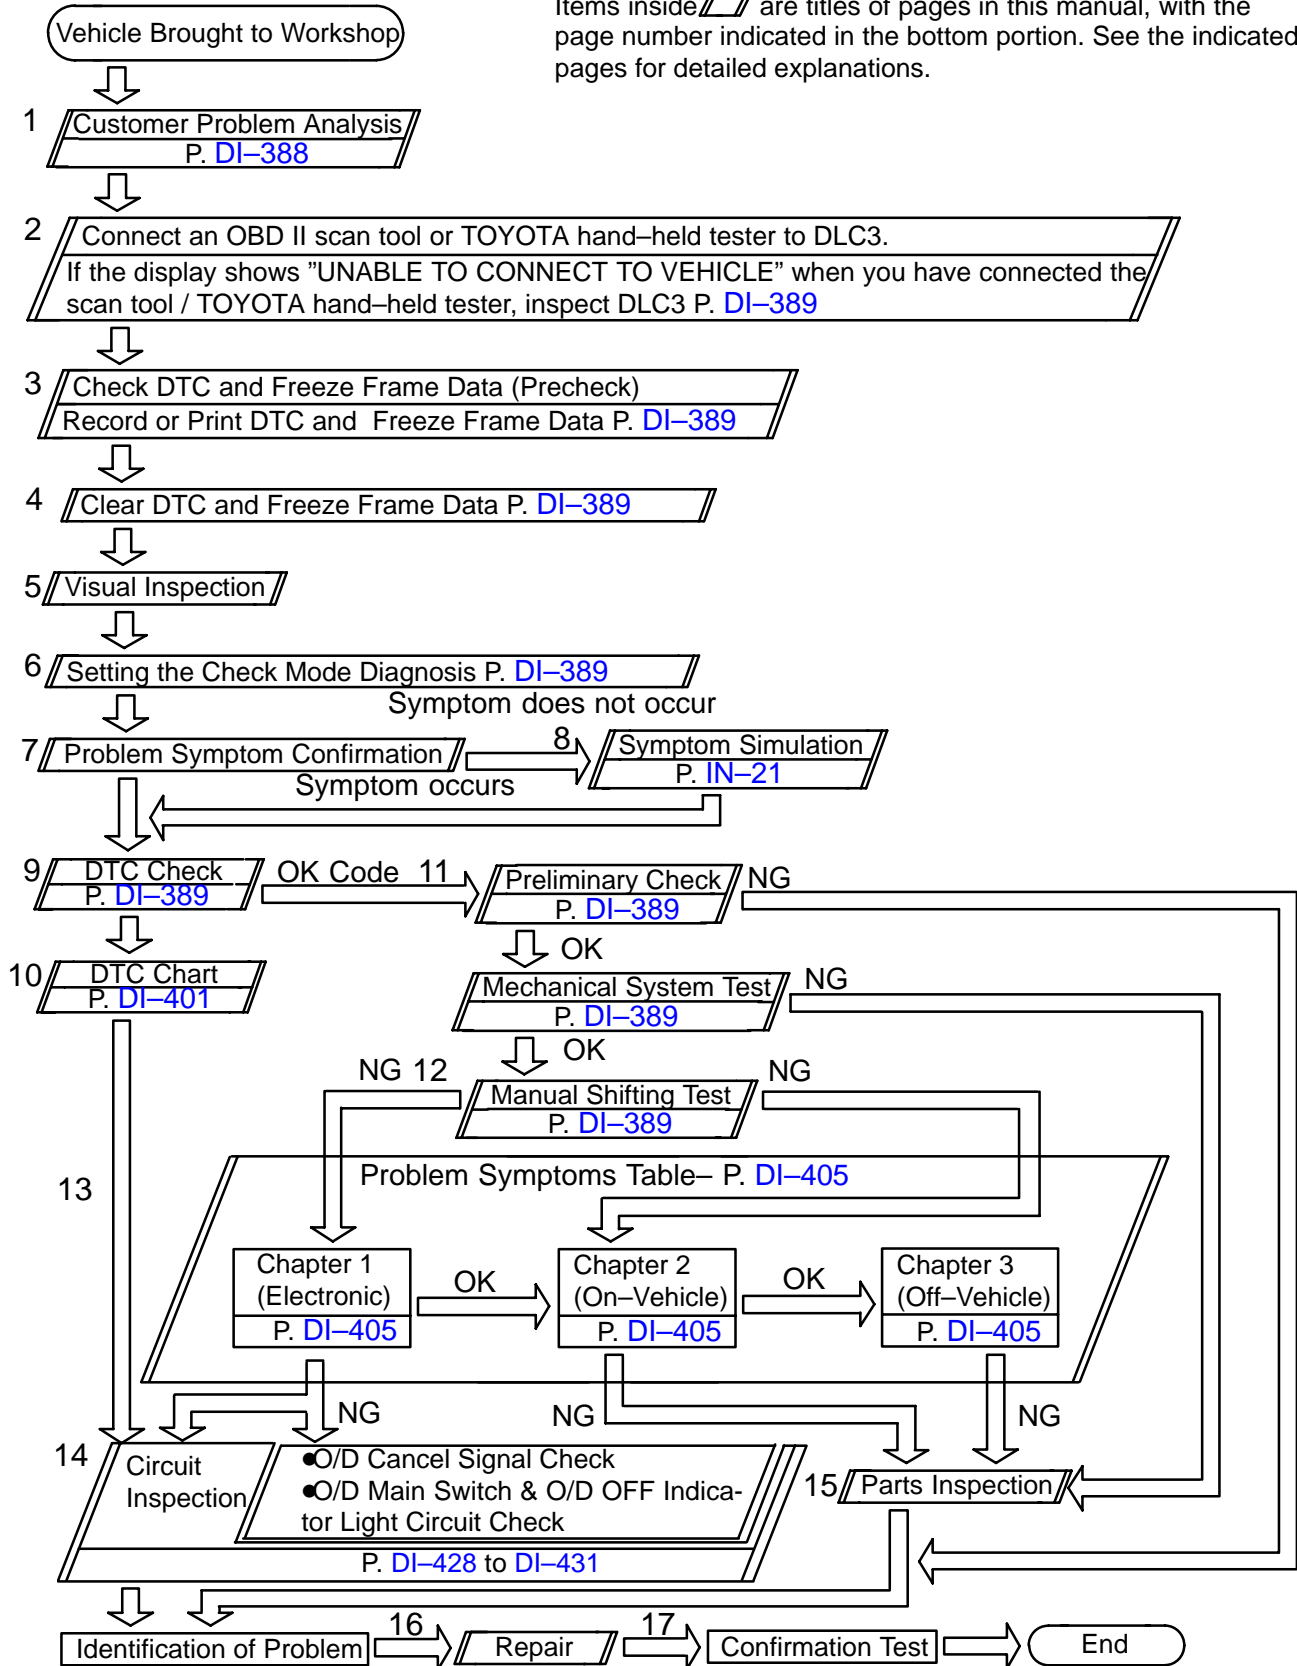 Items inside // // are titles of pages in this manual, with the
page number indicated in the bottom portion. See the indicated
pages for detailed explanations.
Vehicle Brought to Workshop
1
Customer Problem Analysis
P. DI–388
2
Connect an OBD II scan tool or TOYOTA hand–held tester to DLC3.
If the display shows ”UNABLE TO CONNECT TO VEHICLE” when you have connected the
scan tool / TOYOTA hand–held tester, inspect DLC3 P. DI–389
3
Check DTC and Freeze Frame Data (Precheck)
Record or Print DTC and Freeze Frame Data P. DI–389
4
Clear DTC and Freeze Frame Data P. DI–389
5
Visual Inspection
6
Setting the Check Mode Diagnosis P. DI–389
Symptom does not occur
7
Problem Symptom Confirmation
8
Symptom Simulation
P. IN–21
Symptom occurs
9
DTC Check
P. DI–389
OK Code
11
Preliminary Check
P. DI–389
NG
OK
10
DTC Chart
P. DI–401
Mechanical System Test
P. DI–389
NG
OK
NG
12
Manual Shifting Test
P. DI–389
NG
13
Problem Symptoms Table– P. DI–405
Chapter 1
(Electronic)
P. DI–405
OK
Chapter 2
(On–Vehicle)
P. DI–405
OK
Chapter 3
(Off–Vehicle)
P. DI–405
NG
NG
NG
14
Circuit
Inspection
●O/D Cancel Signal Check
●O/D Main Switch & O/D OFF Indica-
tor Light Circuit Check
P. DI–428 to DI–431
15
Parts Inspection
Identification of Problem
16
Repair
17
Confirmation Test
End